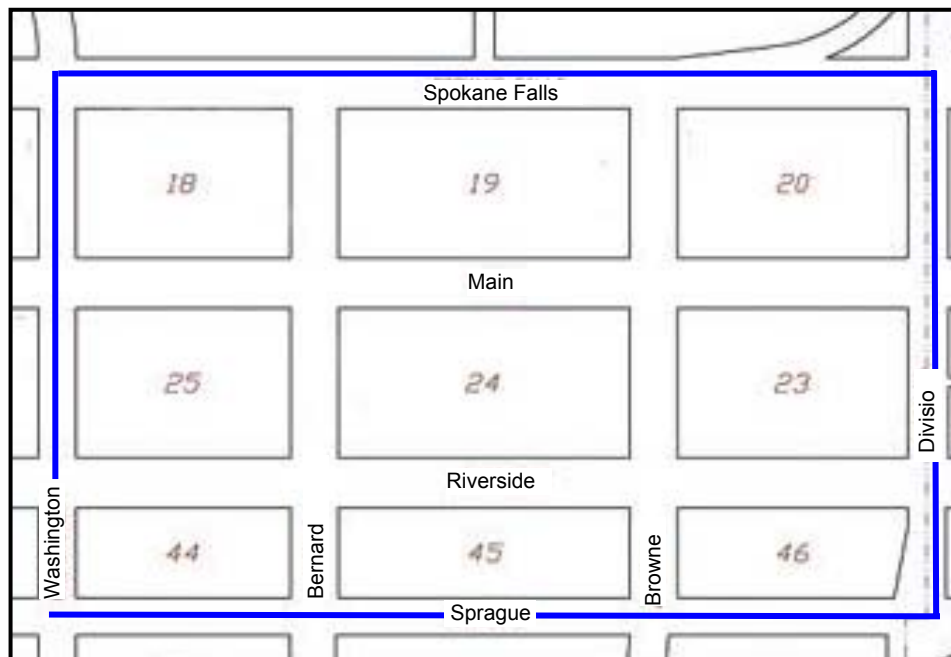 Spokane Falls
18 19 20
Main
25 24 23
Divisio
Riverside
Washington
44
Bernard
45
Browne
46
Sprague